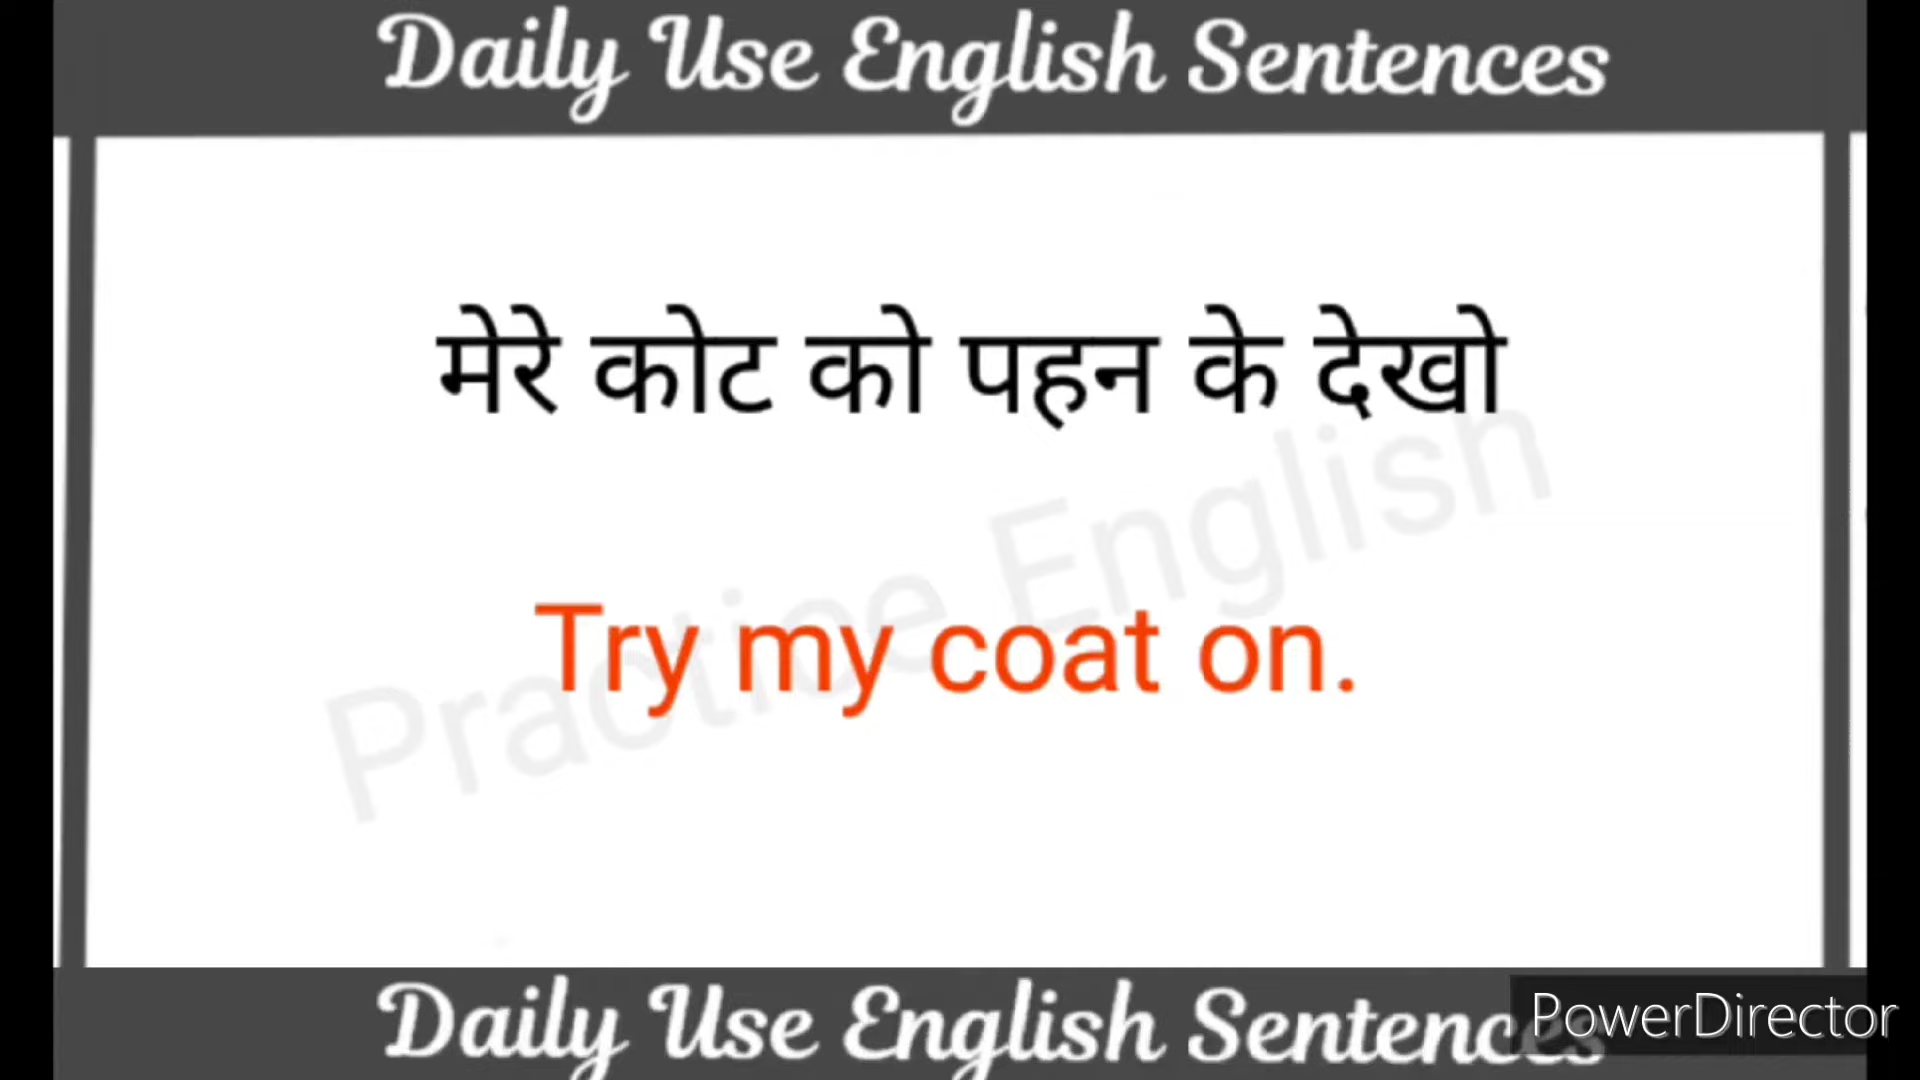 Daily Use English Sentences
मेरे कोट को पहन के देखो
Practice English
Try my coat on.
Daily Use English Sentences
PowerDirector